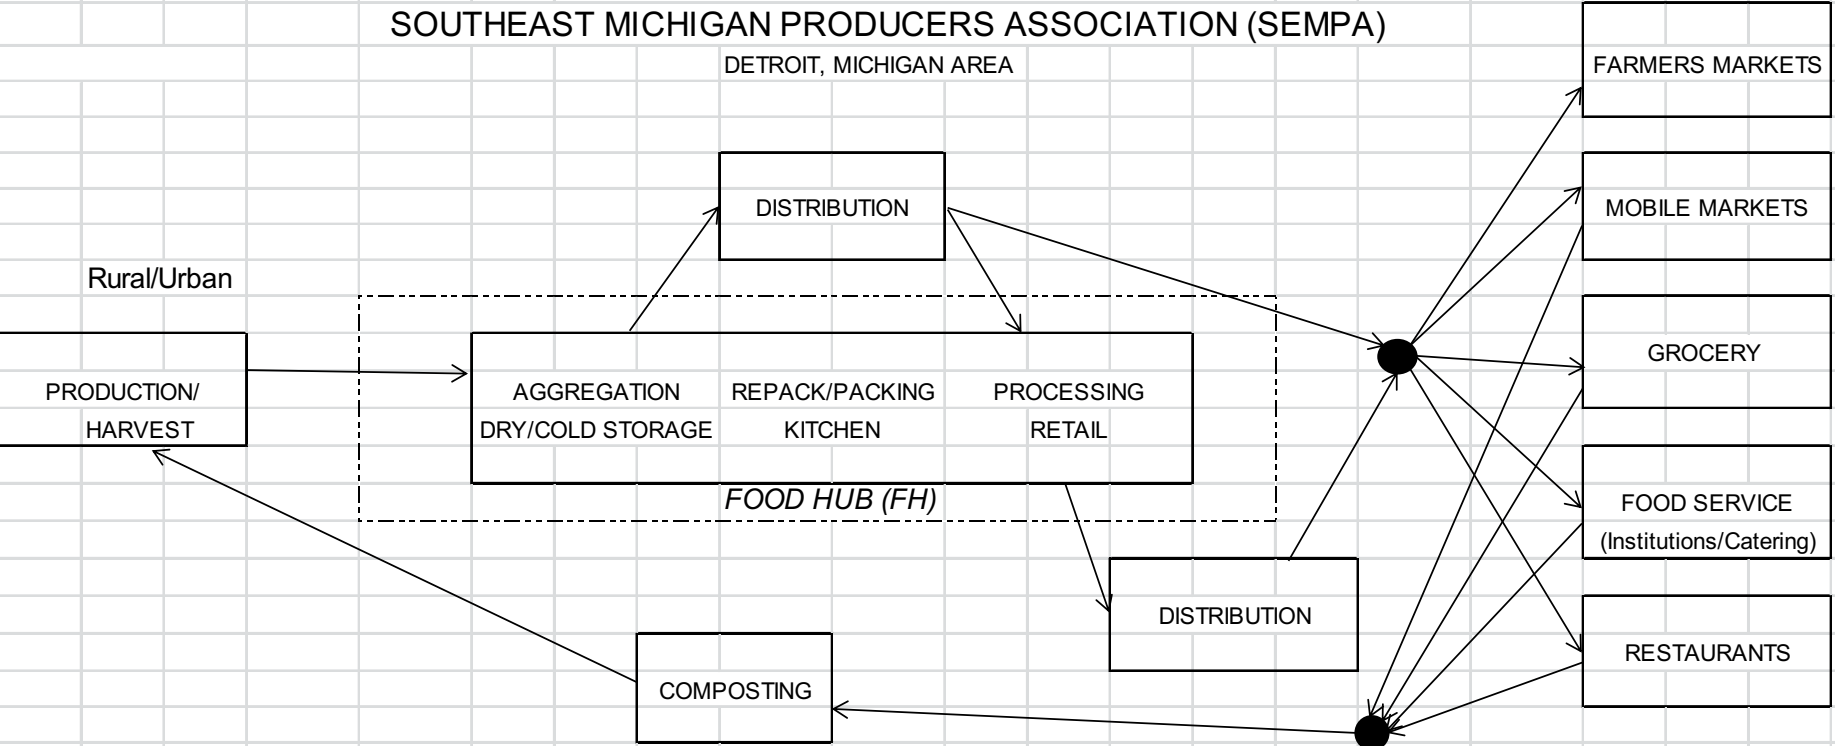 SOUTHEAST MICHIGAN PRODUCERS ASSOCIATION (SEMPA)
DETROIT, MICHIGAN AREA
FARMERS MARKETS
DISTRIBUTION
MOBILE MARKETS
Rural/Urban
GROCERY
PRODUCTION/
HARVEST
AGGREGATION
DRY/COLD STORAGE
REPACK/PACKING
KITCHEN
PROCESSING
RETAIL
FOOD HUB (FH)
FOOD SERVICE
(Institutions/Catering)
DISTRIBUTION
RESTAURANTS
COMPOSTING